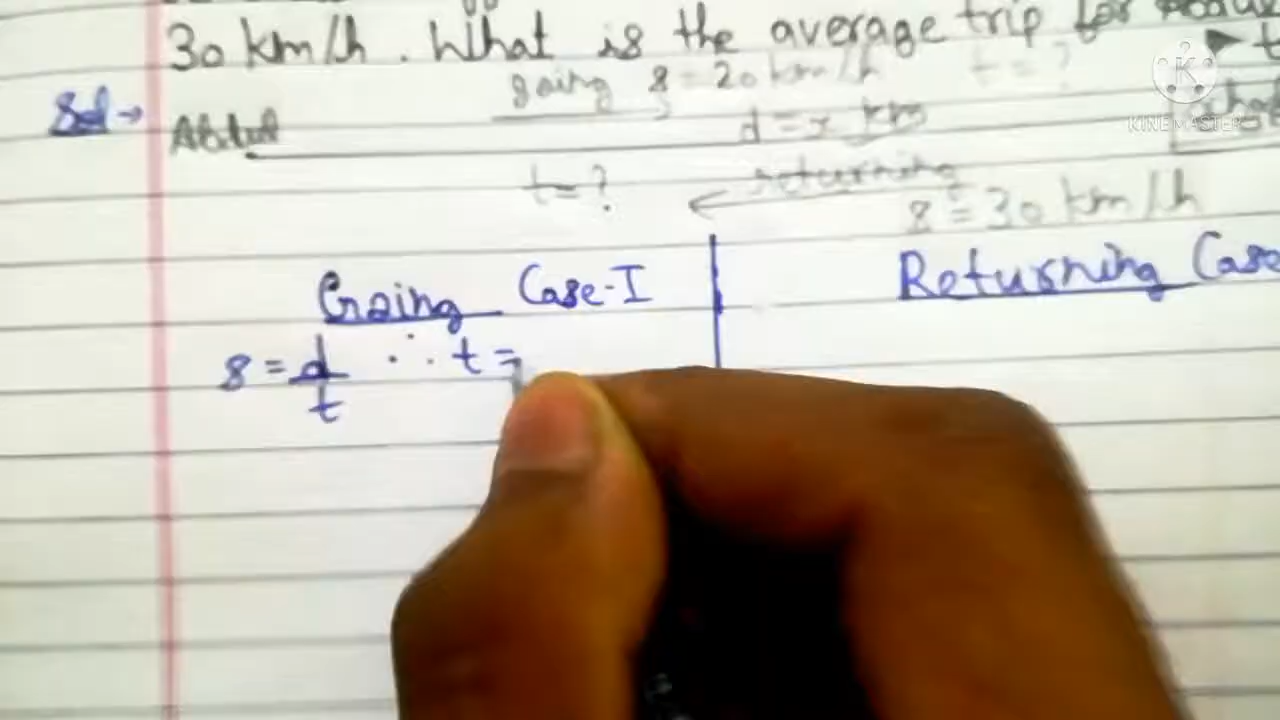 30 km/h. What is the average trip for
going s = 20 km/h t = ?
Sol → d = x km
t = ?
returning
s = 30 km/h
Going Case-I Returning Case
s = d/t ∴ t =
K
KINEMASTER